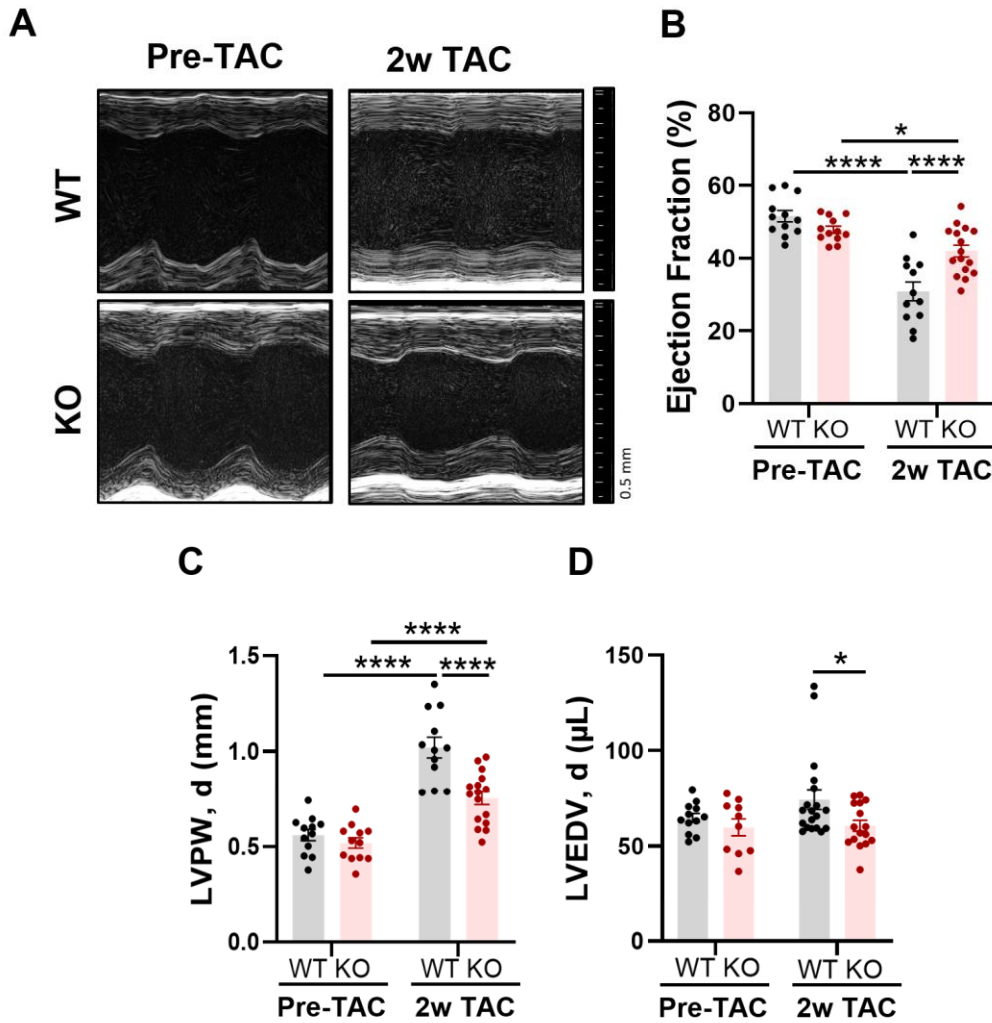 A
Pre-TAC
2w TAC
WT
KO
0.5 mm
B
Ejection Fraction (%)
80
60
40
20
0
*
**** ****
WT KO WT KO
Pre-TAC 2w TAC
C
LVPW, d (mm)
1.5
1.0
0.5
0.0
****
**** ****
WT KO WT KO
Pre-TAC 2w TAC
D
LVEDV, d (µL)
150
100
50
0
*
WT KO WT KO
Pre-TAC 2w TAC